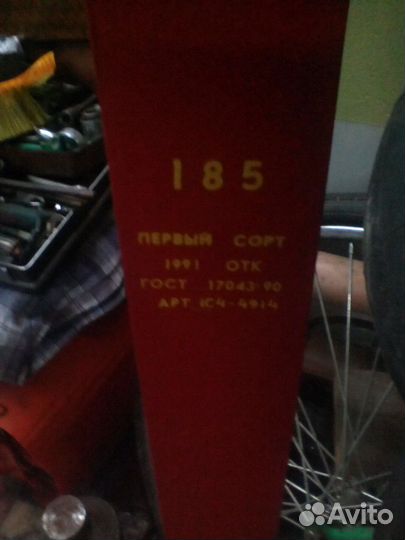 185
ПЕРВЫЙ СОРТ
1991 ОТК
ГОСТ 17043-90
АРТ 1С4-4914
Avito